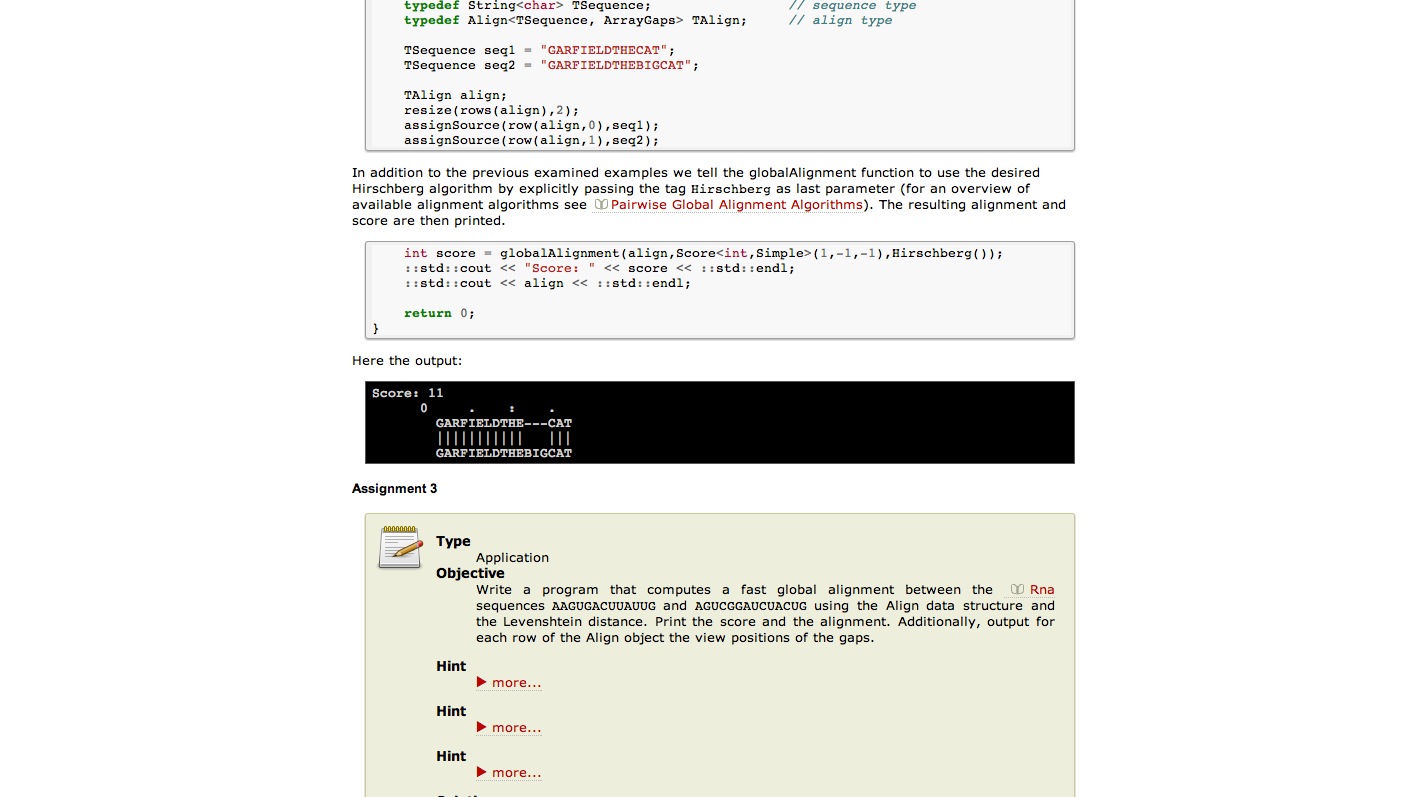 typedef String<char> TSequence;                 // sequence type
typedef Align<TSequence, ArrayGaps> TAlign;     // align type
TSequence seq1 = "GARFIELDTHECAT";
TSequence seq2 = "GARFIELDTHEBIGCAT";
TAlign align;
resize(rows(align),2);
assignSource(row(align,0),seq1);
assignSource(row(align,1),seq2);
In addition to the previous examined examples we tell the globalAlignment function to use the desired
Hirschberg algorithm by explicitly passing the tag Hirschberg as last parameter (for an overview of
available alignment algorithms see Pairwise Global Alignment Algorithms). The resulting alignment and
score are then printed.
int score = globalAlignment(align,Score<int,Simple>(1,-1,-1),Hirschberg());
::std::cout << "Score: " << score << ::std::endl;
::std::cout << align << ::std::endl;
return 0;
}
Here the output:
Score: 11
0     .    :    .
GARFIELDTHE---CAT
|||||||||||   |||
GARFIELDTHEBIGCAT
Assignment 3
Type
Application
Objective
Write a program that computes a fast global alignment between the Rna
sequences AAGUGACUUAUUG and AGUCGGAUCUACUG using the Align data structure and
the Levenshtein distance. Print the score and the alignment. Additionally, output for
each row of the Align object the view positions of the gaps.
Hint
more...
Hint
more...
Hint
more...